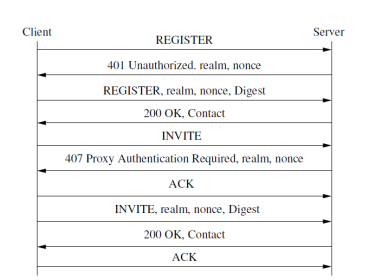 Client Server
REGISTER
401 Unauthorized, realm, nonce
REGISTER, realm, nonce, Digest
200 OK, Contact
INVITE
407 Proxy Authentication Required, realm, nonce
ACK
INVITE, realm, nonce, Digest
200 OK, Contact
ACK